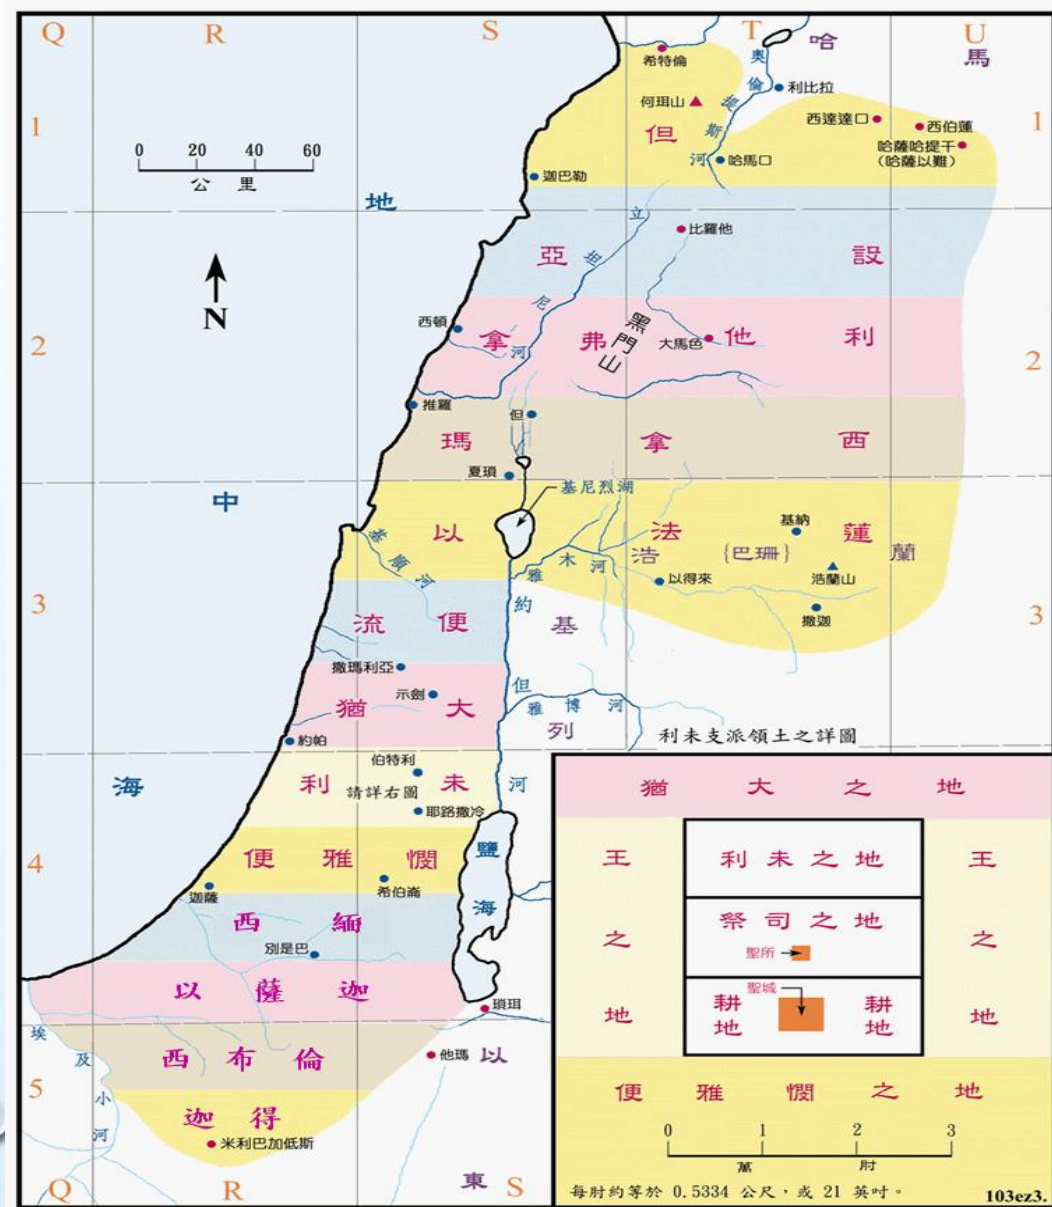 Q R S T U
哈 馬
希特倫
奧倫提斯河
利比拉
何珥山
西達達口
西伯蓮
1 1
但
哈薩哈提干
(哈薩以難)
0 20 40 60
公 里
哈馬口
迦巴勒
地
立坦尼河
比羅他
亞 設
N
西頓
黑門山
2 拿 弗 他 利 2
大馬色
推羅
但
瑪 拿 西
夏瑣
基尼烈湖
中
基納
以 法 蓮
基順河
浩 {巴珊} 蘭
雅木河
以得來
浩蘭山
3 3
約但河
撒迦
流 便
基列
撒瑪利亞
示劍
猶 大
雅博河
約帕
利未支派領土之詳圖
伯特利
海
利 未
請詳右圖
耶路撒冷
猶 大 之 地
王之地
利 未 之 地
王之地
4 便 雅 憫
鹽海
迦薩
希伯崙
祭 司 之 地
西 緬
聖所
別是巴
以 薩 迦
聖城
耕地
耕地
瑣珥
埃及小河
西 布 倫
他瑪
以東
5
便 雅 憫 之 地
迦 得
米利巴加低斯
0 1 2 3
萬 肘
每肘約等於 0.5334 公尺，或 21 英吋。
103ez3.
Q R S